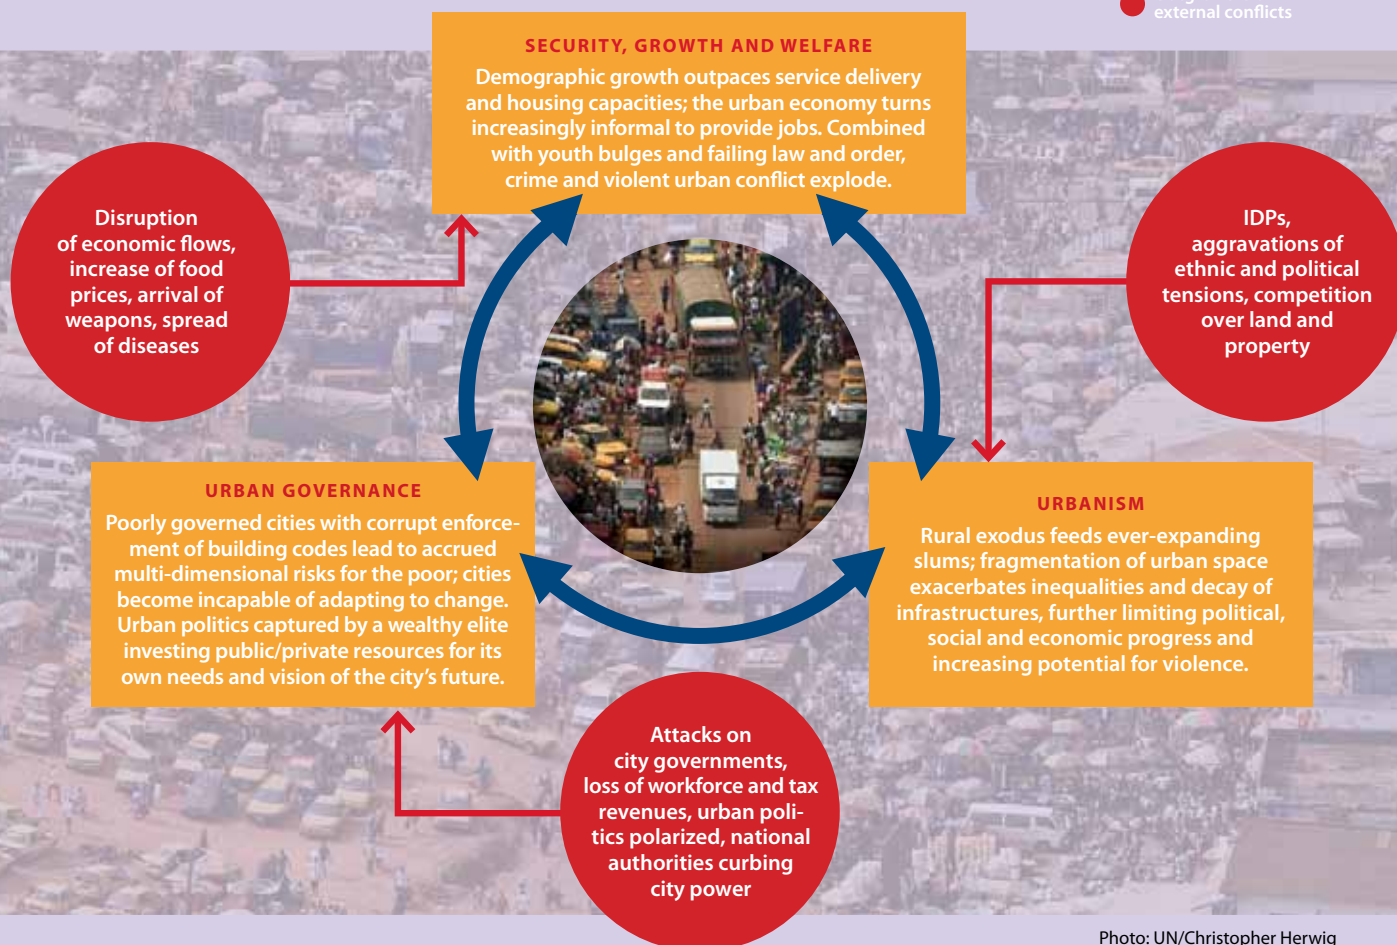 external conflicts
SECURITY, GROWTH AND WELFARE
Demographic growth outpaces service delivery
and housing capacities; the urban economy turns
increasingly informal to provide jobs. Combined
with youth bulges and failing law and order,
crime and violent urban conflict explode.
Disruption
of economic flows,
increase of food
prices, arrival of
weapons, spread
of diseases
IDPs,
aggravations of
ethnic and political
tensions, competition
over land and
property
URBAN GOVERNANCE
Poorly governed cities with corrupt enforce-
ment of building codes lead to accrued
multi-dimensional risks for the poor; cities
become incapable of adapting to change.
Urban politics captured by a wealthy elite
investing public/private resources for its
own needs and vision of the city’s future.
URBANISM
Rural exodus feeds ever-expanding
slums; fragmentation of urban space
exacerbates inequalities and decay of
infrastructures, further limiting political,
social and economic progress and
increasing potential for violence.
Attacks on
city governments,
loss of workforce and tax
revenues, urban poli-
tics polarized, national
authorities curbing
city power
Photo: UN/Christopher Herwig